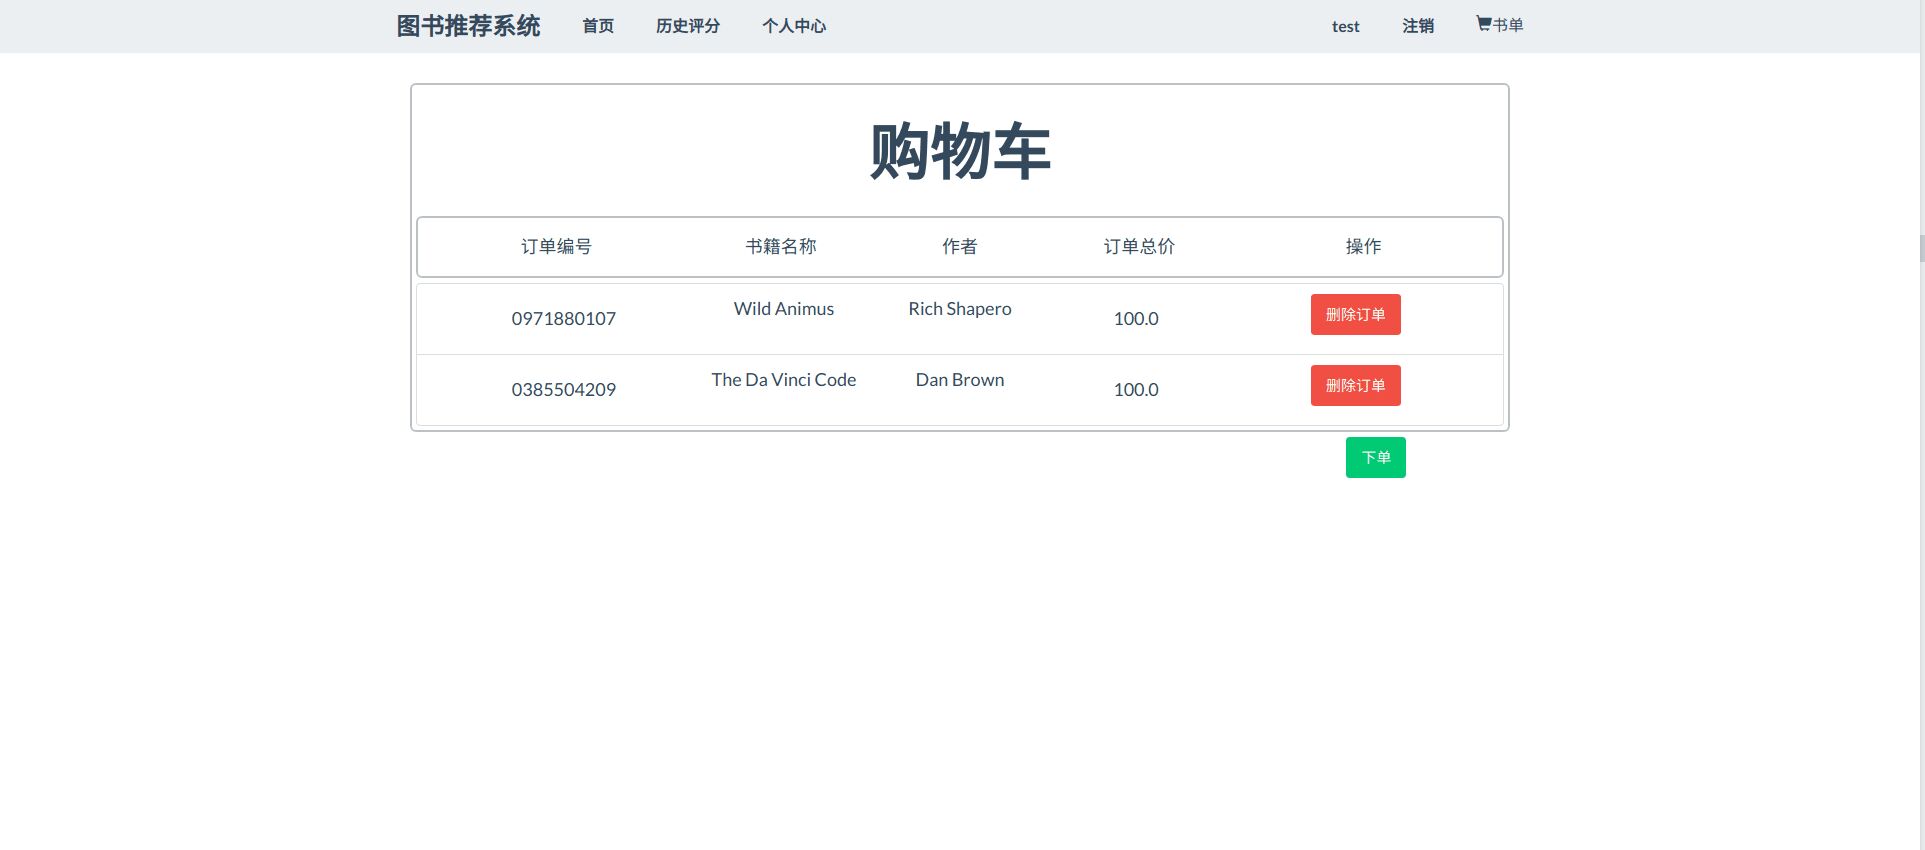 图书推荐系统 首页 历史评分 个人中心 test 注销 书单
购物车
订单编号 书籍名称 作者 订单总价 操作
0971880107 Wild Animus Rich Shapero 100.0 删除订单
0385504209 The Da Vinci Code Dan Brown 100.0 删除订单
下单